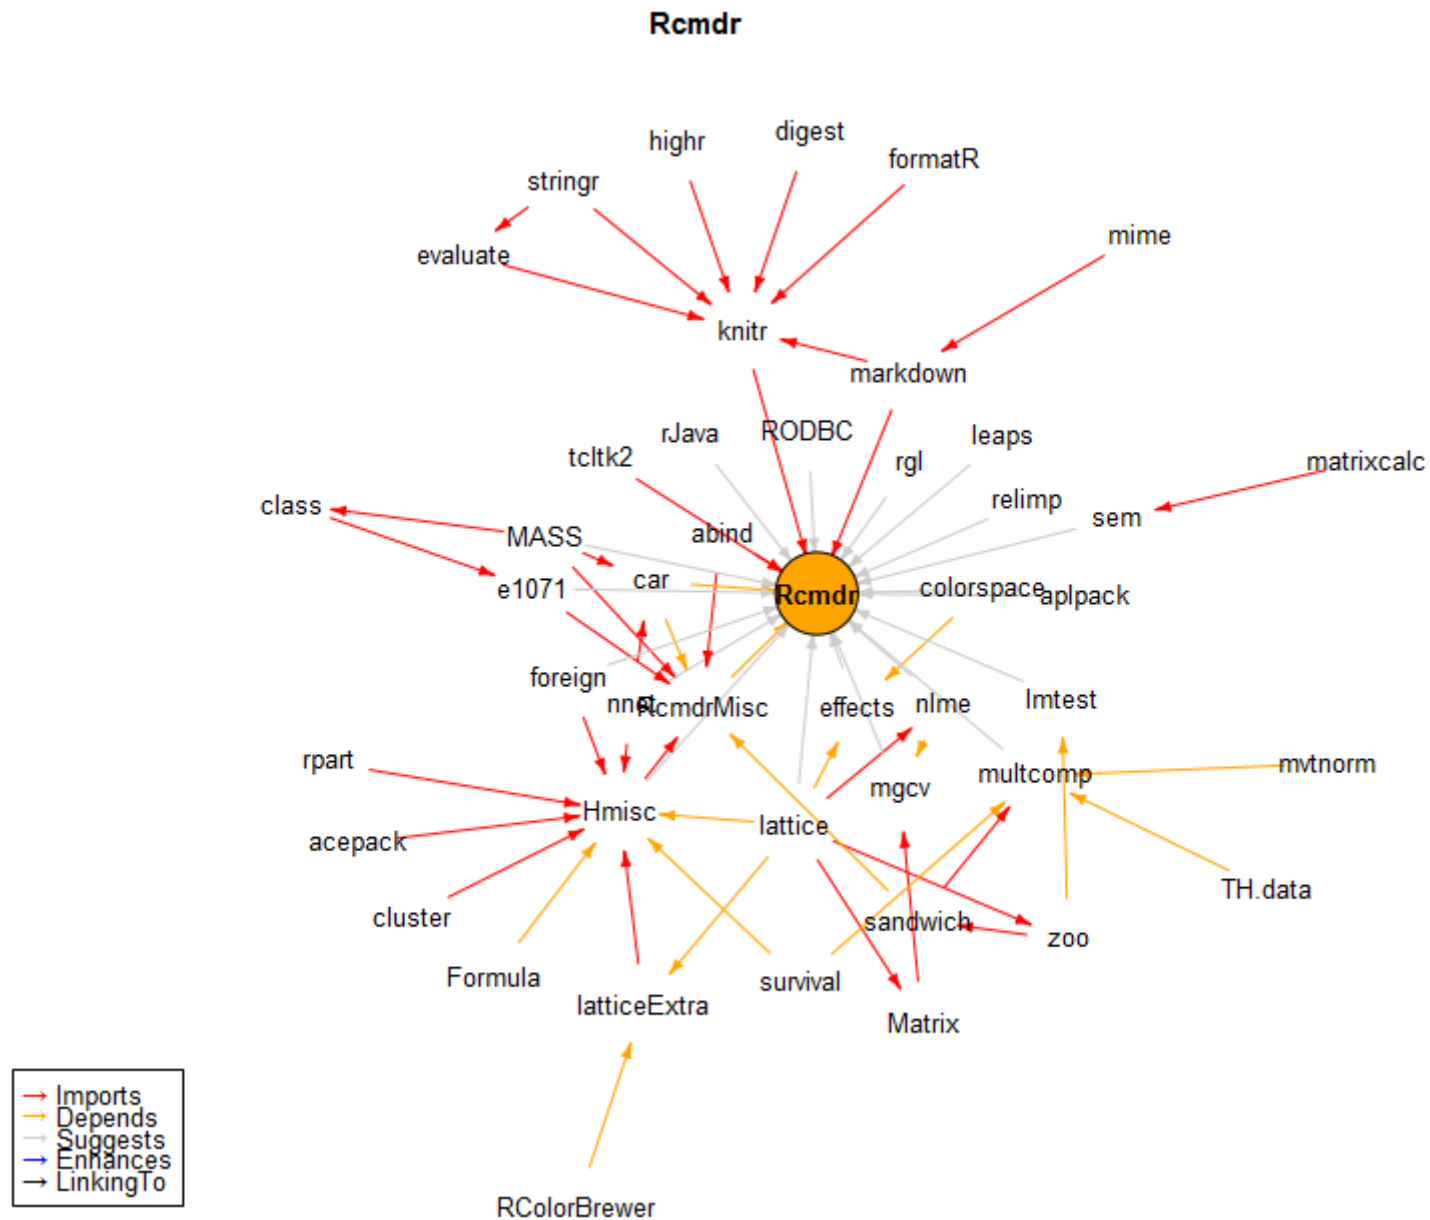 Rcmdr
digest
highr
formatR
stringr
mime
evaluate
knitr
markdown
rJava
RODBC
leaps
tcltk2
rgl
matrixcalc
class
relimp
sem
MASS
abind
car
e1071
Rcmdr
colorspace
aplpack
foreign
nnet
RcmdrMisc
effects
nlme
lmtest
rpart
mgcv
multcomp
mvtnorm
Hmisc
lattice
acepack
TH.data
cluster
sandwich
zoo
Formula
survival
latticeExtra
Matrix
Imports
Depends
Suggests
Enhances
LinkingTo
RColorBrewer